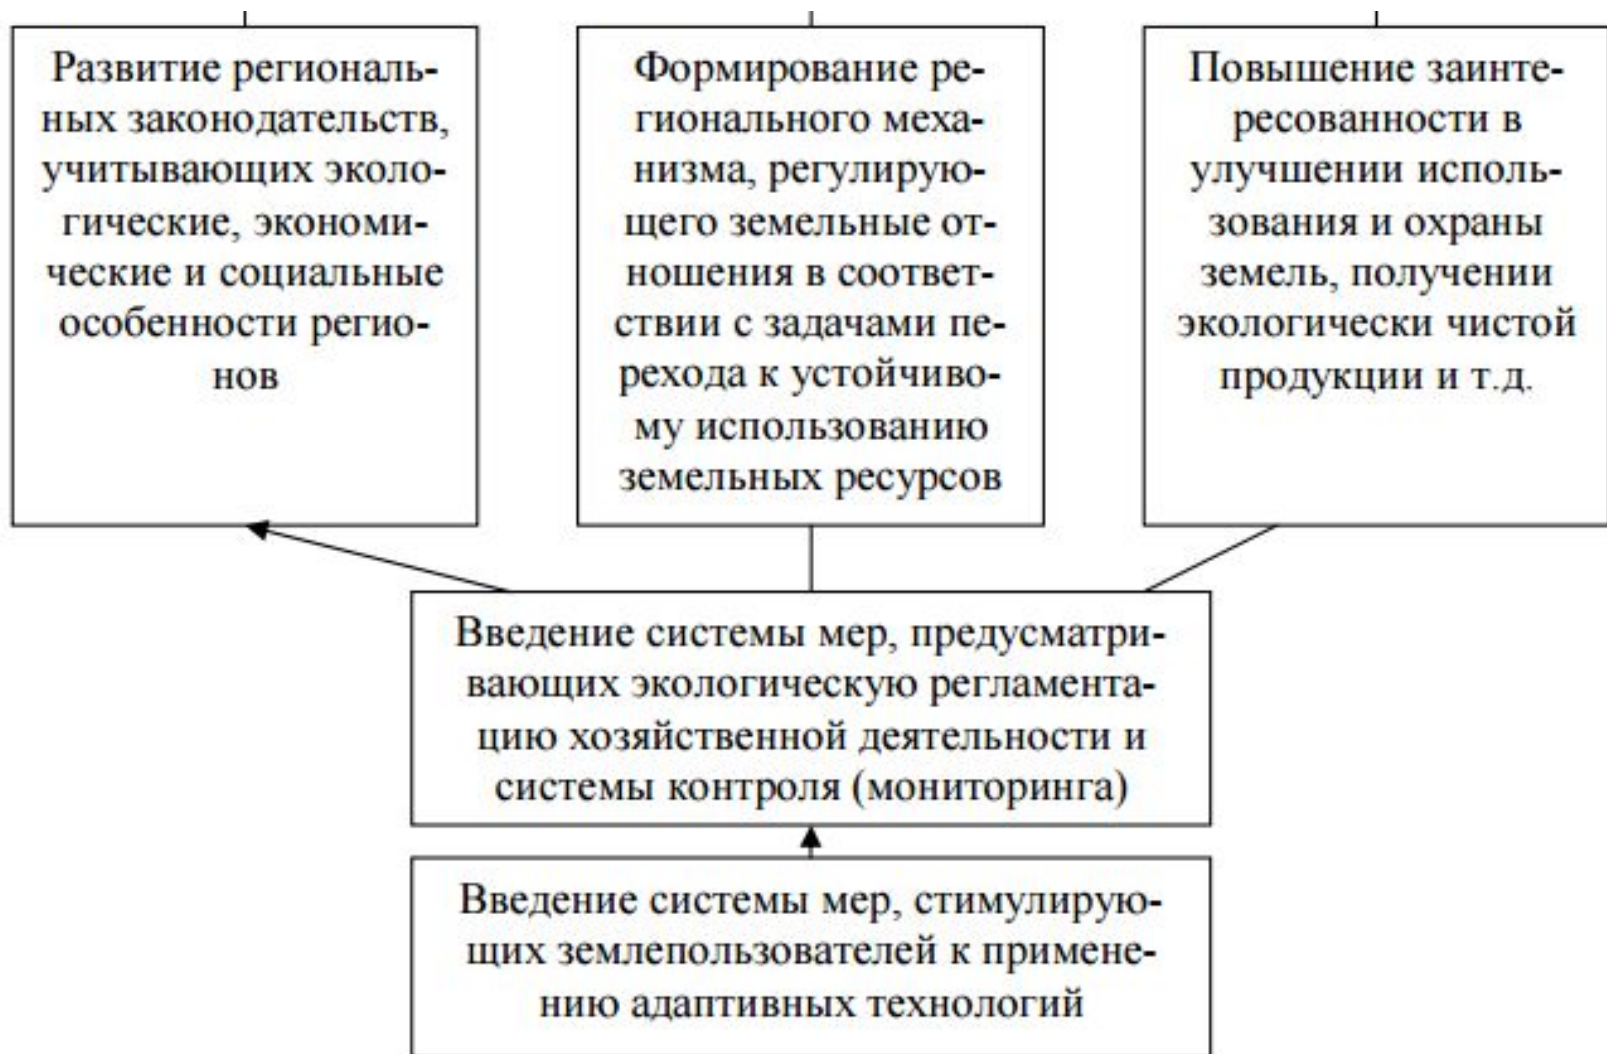 Развитие региональ-
ных законодательств,
учитывающих эколо-
гические, экономи-
ческие и социальные
особенности регио-
нов
Формирование ре-
гионального меха-
низма, регулирую-
щего земельные от-
ношения в соответ-
ствии с задачами пе-
рехода к устойчиво-
му использованию
земельных ресурсов
Повышение заинте-
ресованности в
улучшении исполь-
зования и охраны
земель, получении
экологически чистой
продукции и т.д.
Введение системы мер, предусматри-
вающих экологическую регламента-
цию хозяйственной деятельности и
системы контроля (мониторинга)
Введение системы мер, стимулирую-
щих землепользователей к примене-
нию адаптивных технологий